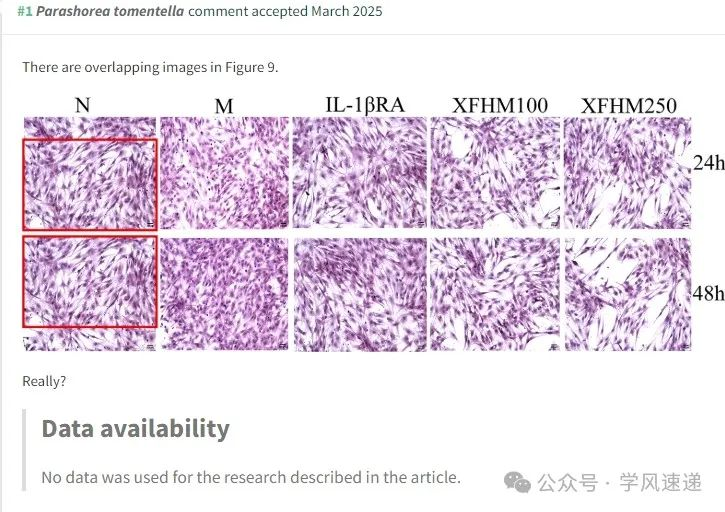 #1 Parashorea tomentella comment accepted March 2025
There are overlapping images in Figure 9.
N M IL-1βRA XFHM100 XFHM250
24h
48h
Really?
Data availability
No data was used for the research described in the article.
公众号 · 学风速递